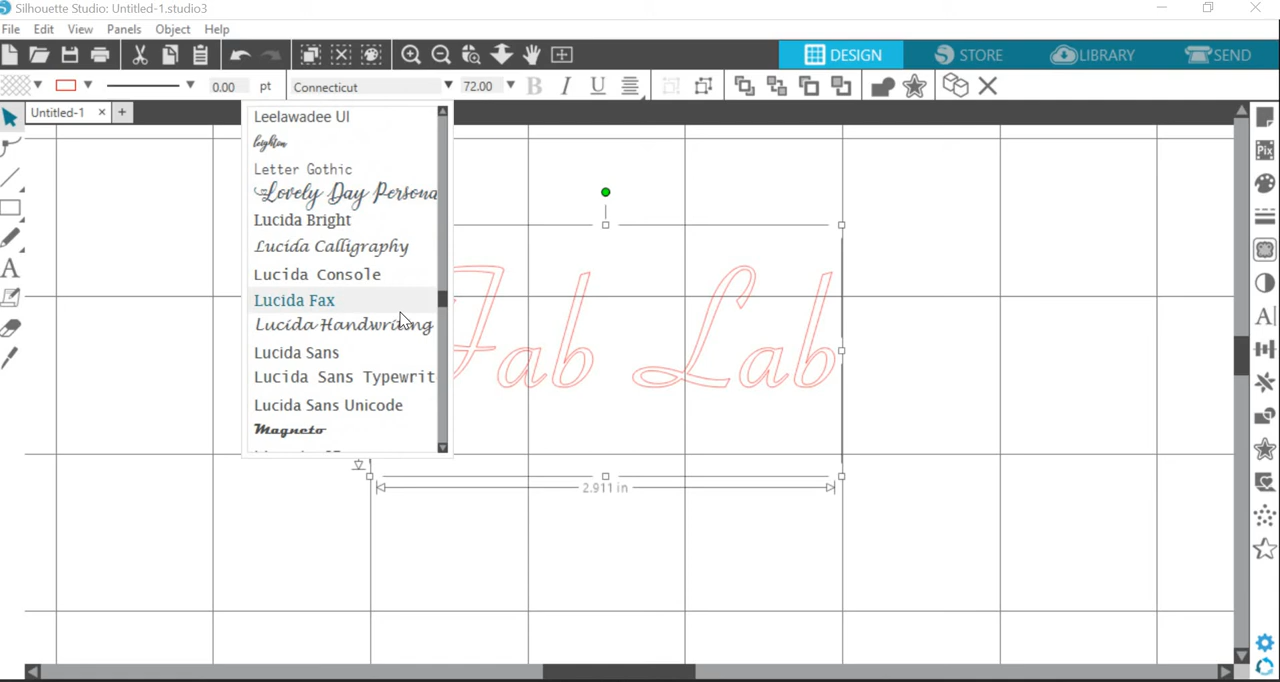 Silhouette Studio: Untitled-1.studio3
File Edit View Panels Object Help
DESIGN STORE LIBRARY SEND
0.00 pt Connecticut 72.00 B I U
Untitled-1 × +
Leelawadee UI
leighton
Letter Gothic
Lovely Day Persona
Lucida Bright
Lucida Calligraphy
Lucida Console
Lucida Fax
Lucida Handwriting
Lucida Sans
Lucida Sans Typewrit
Lucida Sans Unicode
Magneto
Fab Lab
2.911 in
Pix
A
A